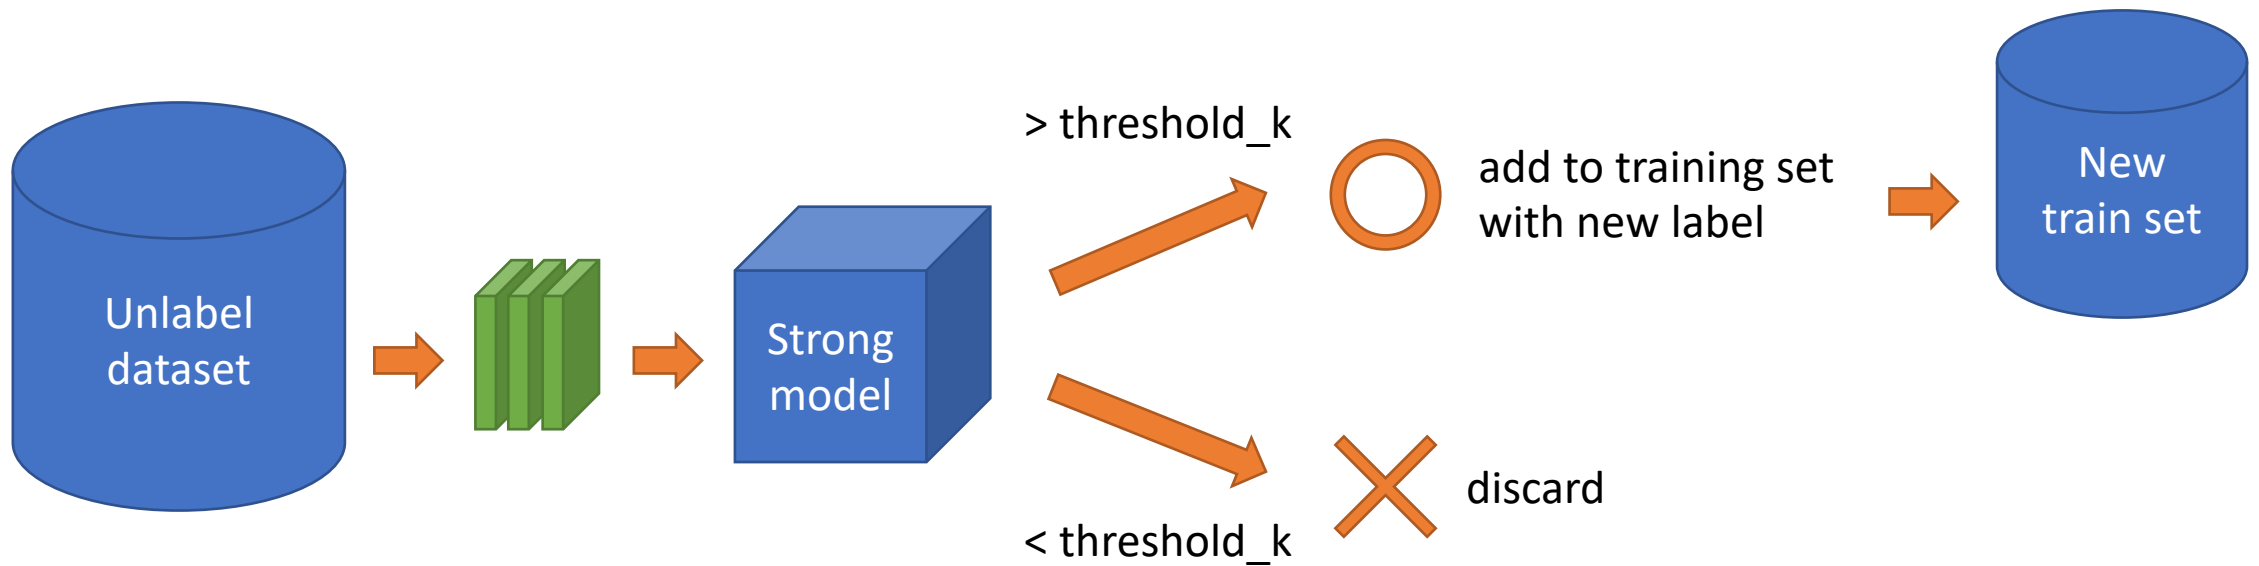 Unlabel
dataset
Strong
model
> threshold_k
< threshold_k
add to training set
with new label
discard
New
train set